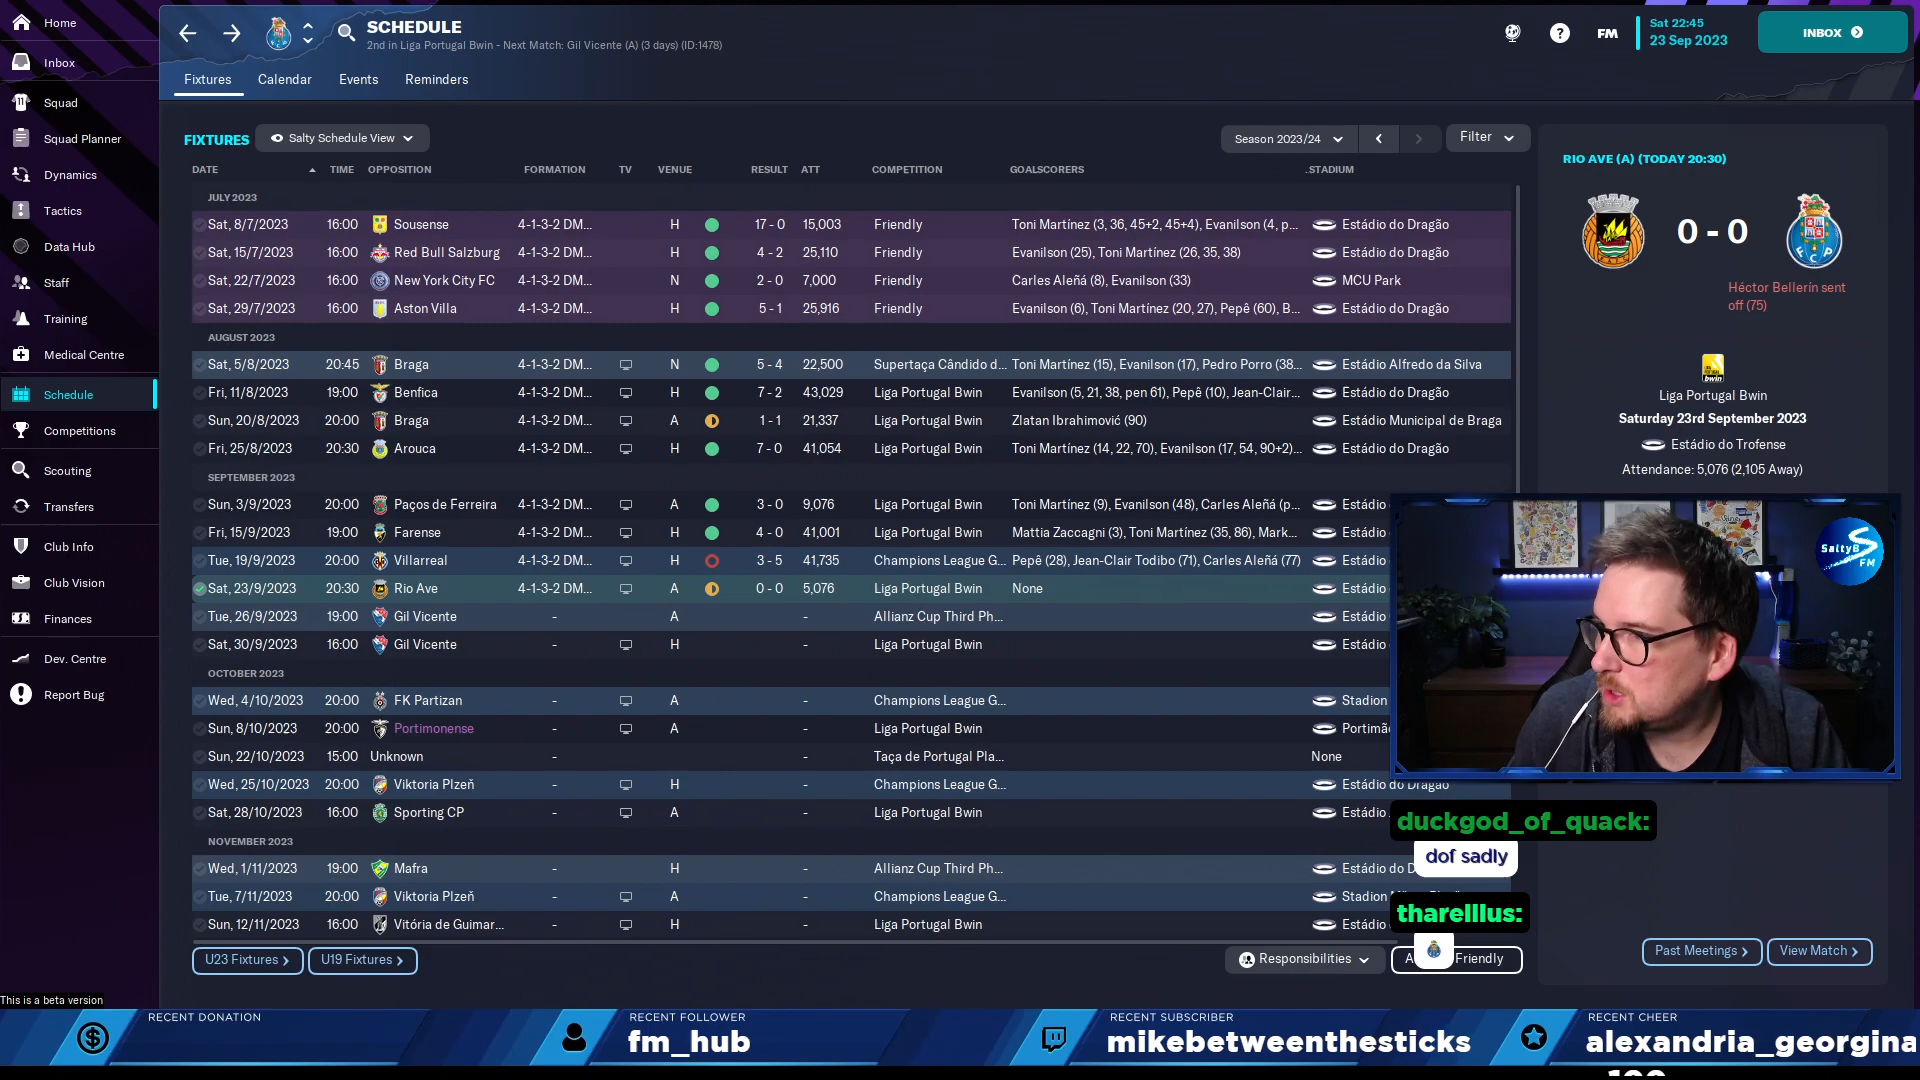 Home
Inbox
Squad
Squad Planner
Dynamics
Tactics
Data Hub
Staff
Training
Medical Centre
Schedule
Competitions
Scouting
Transfers
Club Info
Club Vision
Finances
Dev. Centre
Report Bug
This is a beta version
SCHEDULE
2nd in Liga Portugal Bwin - Next Match: Gil Vicente (A) (3 days) (ID:1478)
FM
Sat 22:45
23 Sep 2023
INBOX
Fixtures Calendar Events Reminders
FIXTURES Salty Schedule View Season 2023/24 Filter
DATE TIME OPPOSITION FORMATION TV VENUE RESULT ATT COMPETITION GOALSCORERS .STADIUM
JULY 2023
Sat, 8/7/2023 16:00 Sousense 4-1-3-2 DM... H 17 - 0 15,003 Friendly Toni Martínez (3, 36, 45+2, 45+4), Evanilson (4, p... Estádio do Dragão
Sat, 15/7/2023 16:00 Red Bull Salzburg 4-1-3-2 DM... H 4 - 2 25,110 Friendly Evanilson (25), Toni Martínez (26, 35, 38) Estádio do Dragão
Sat, 22/7/2023 16:00 New York City FC 4-1-3-2 DM... N 2 - 0 7,000 Friendly Carles Aleñá (8), Evanilson (33) MCU Park
Sat, 29/7/2023 16:00 Aston Villa 4-1-3-2 DM... H 5 - 1 25,916 Friendly Evanilson (6), Toni Martínez (20, 27), Pepê (60), B... Estádio do Dragão
AUGUST 2023
Sat, 5/8/2023 20:45 Braga 4-1-3-2 DM... N 5 - 4 22,500 Supertaça Cândido d... Toni Martínez (15), Evanilson (17), Pedro Porro (38... Estádio Alfredo da Silva
Fri, 11/8/2023 19:00 Benfica 4-1-3-2 DM... H 7 - 2 43,029 Liga Portugal Bwin Evanilson (5, 21, 38, pen 61), Pepê (10), Jean-Clair... Estádio do Dragão
Sun, 20/8/2023 20:00 Braga 4-1-3-2 DM... A 1 - 1 21,337 Liga Portugal Bwin Zlatan Ibrahimović (90) Estádio Municipal de Braga
Fri, 25/8/2023 20:30 Arouca 4-1-3-2 DM... H 7 - 0 41,054 Liga Portugal Bwin Toni Martínez (14, 22, 70), Evanilson (17, 54, 90+2)... Estádio do Dragão
SEPTEMBER 2023
Sun, 3/9/2023 20:00 Paços de Ferreira 4-1-3-2 DM... A 3 - 0 9,076 Liga Portugal Bwin Toni Martínez (9), Evanilson (48), Carles Aleñá (p... Estádio
Fri, 15/9/2023 19:00 Farense 4-1-3-2 DM... H 4 - 0 41,001 Liga Portugal Bwin Mattia Zaccagni (3), Toni Martínez (35, 86), Mark... Estádio
Tue, 19/9/2023 20:00 Villarreal 4-1-3-2 DM... H 3 - 5 41,735 Champions League G... Pepê (28), Jean-Clair Todibo (71), Carles Aleñá (77) Estádio
Sat, 23/9/2023 20:30 Rio Ave 4-1-3-2 DM... A 0 - 0 5,076 Liga Portugal Bwin None Estádio
Tue, 26/9/2023 19:00 Gil Vicente - A - Allianz Cup Third Ph... Estádio
Sat, 30/9/2023 16:00 Gil Vicente - H - Liga Portugal Bwin Estádio
OCTOBER 2023
Wed, 4/10/2023 20:00 FK Partizan - A - Champions League G... Stadion
Sun, 8/10/2023 20:00 Portimonense - A - Liga Portugal Bwin Portimão
Sun, 22/10/2023 15:00 Unknown - - Taça de Portugal Pla... None
Wed, 25/10/2023 20:00 Viktoria Plzeň - H - Champions League G... Estádio do Dragão
Sat, 28/10/2023 16:00 Sporting CP - A - Liga Portugal Bwin Estádio
NOVEMBER 2023
Wed, 1/11/2023 19:00 Mafra - H - Allianz Cup Third Ph... Estádio do D
Tue, 7/11/2023 20:00 Viktoria Plzeň - A - Champions League G... Stadion
Sun, 12/11/2023 16:00 Vitória de Guimar... - H - Liga Portugal Bwin Estádio
U23 Fixtures U19 Fixtures Responsibilities A Friendly
RIO AVE (A) (TODAY 20:30)
0 - 0
Héctor Bellerín sent
off (75)
bwin
Liga Portugal Bwin
Saturday 23rd September 2023
Estádio do Trofense
Attendance: 5,076 (2,105 Away)
SaltyB
S
FM
duckgod_of_quack:
dof sadly
tharelllus:
Past Meetings View Match
RECENT DONATION
RECENT FOLLOWER
fm_hub
RECENT SUBSCRIBER
mikebetweenthesticks
RECENT CHEER
alexandria_georgina